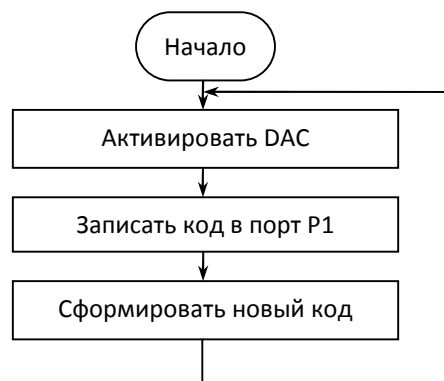 Начало
Активировать DAC
Записать код в порт P1
Сформировать новый код